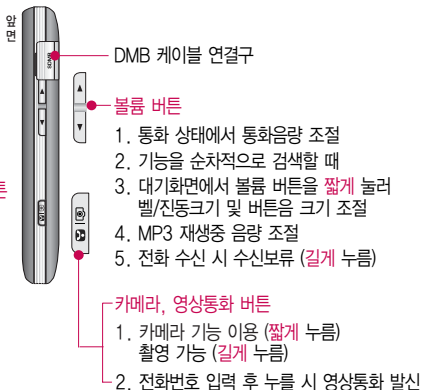 앞면
DMB 케이블 연결구
볼륨 버튼
1. 통화 상태에서 통화음량 조절
2. 기능을 순차적으로 검색할 때
3. 대기화면에서 볼륨 버튼을 짧게 눌러
벨/진동크기 및 버튼음 크기 조절
4. MP3 재생중 음량 조절
5. 전화 수신 시 수신보류 (길게 누름)
튼
카메라, 영상통화 버튼
1. 카메라 기능 이용 (짧게 누름)
촬영 가능 (길게 누름)
2. 전화번호 입력 후 누를 시 영상통화 발신